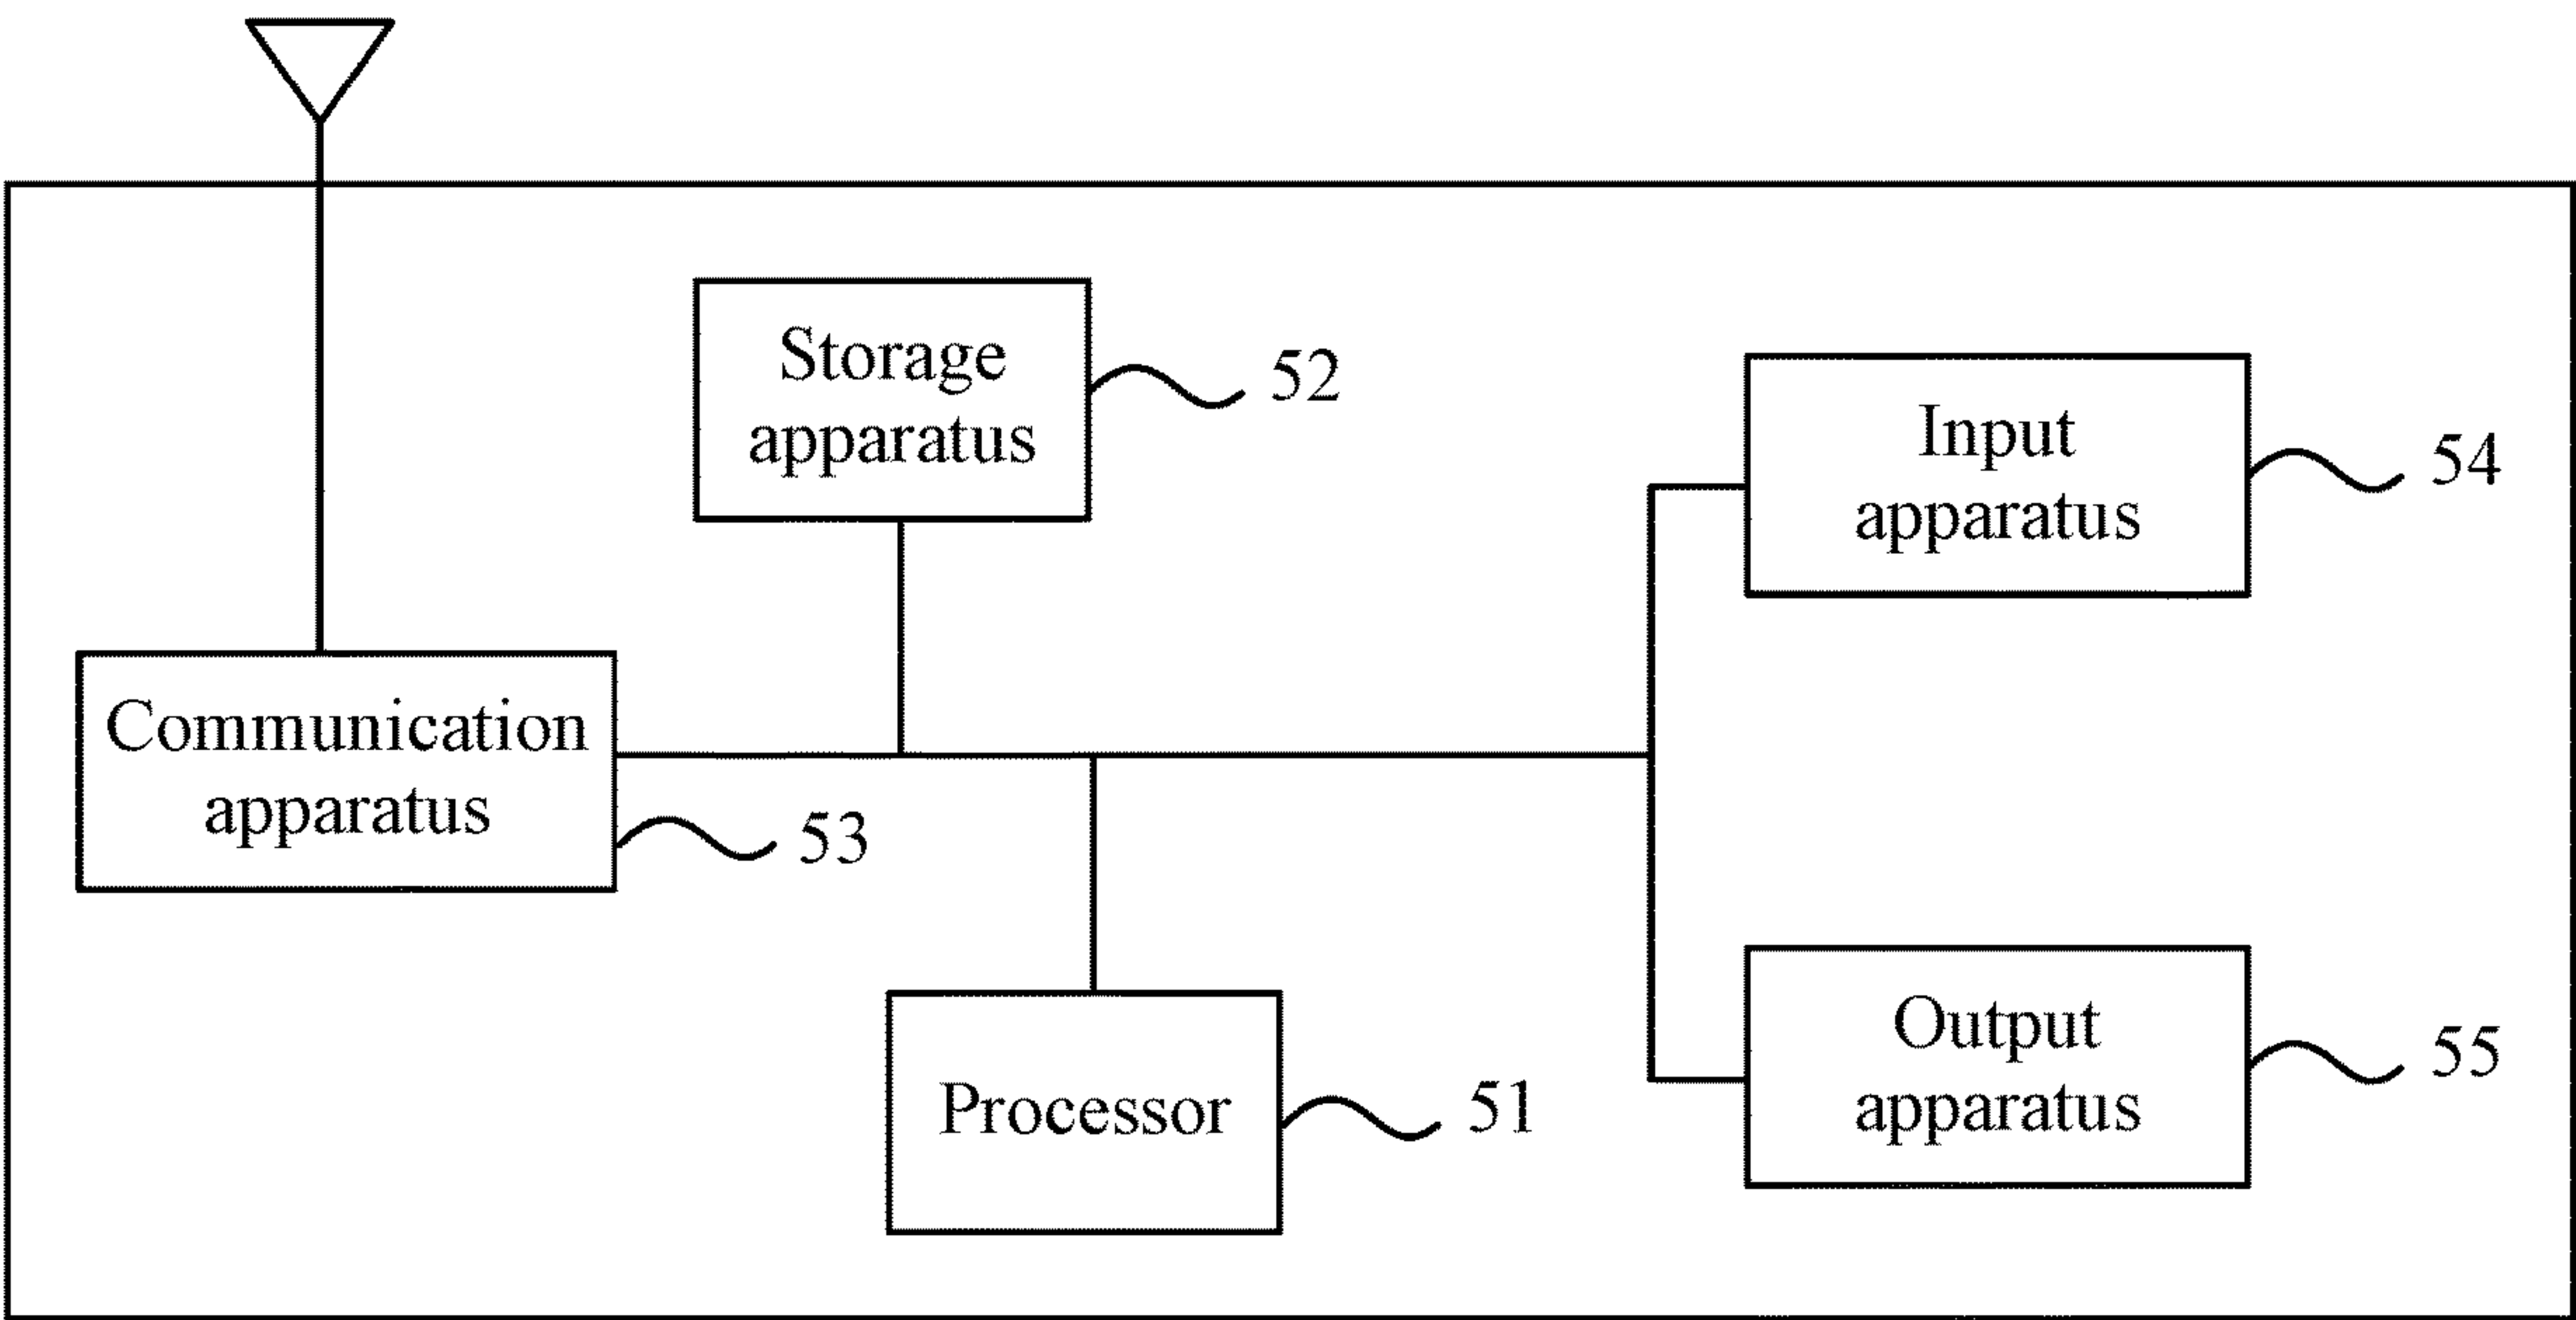 Storage
apparatus
52
Input
apparatus
54
Communication
apparatus
53
Processor
51
Output
apparatus
55